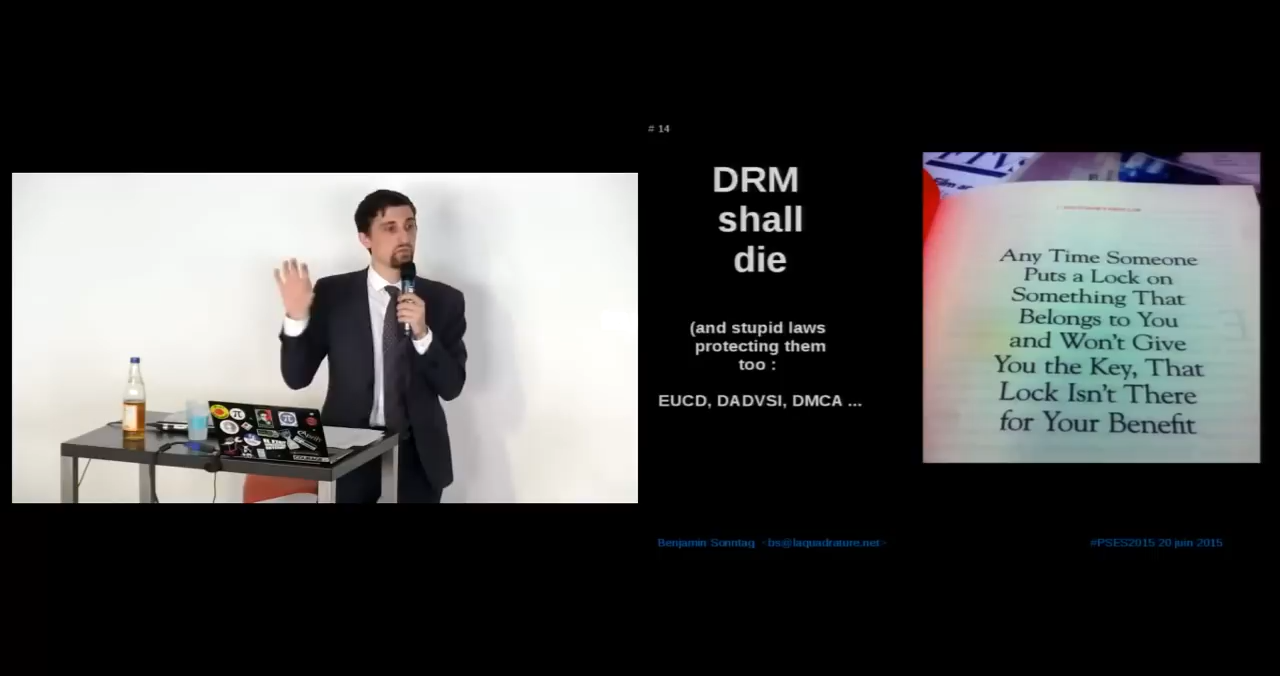 # 14
DRM
shall
die
(and stupid laws
protecting them
too :
EUCD, DADVSI, DMCA ...
Any Time Someone
Puts a Lock on
Something That
Belongs to You
and Won't Give
You the Key, That
Lock Isn't There
for Your Benefit
Benjamin Sonntag <bs@laquadrature.net>
#PSES2015 20 juin 2015